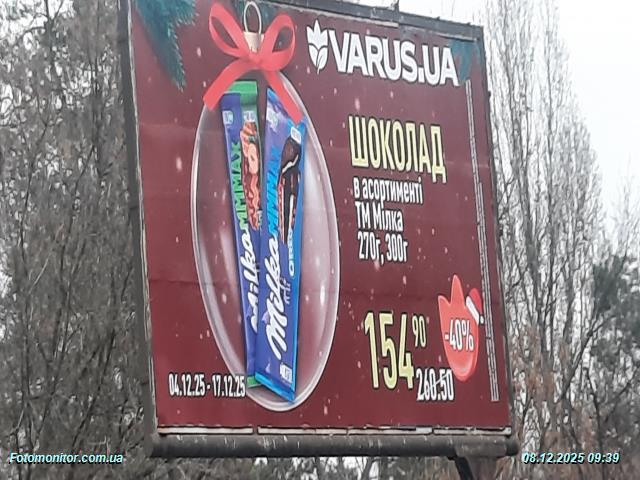 VARUS.UA
ШОКОЛАД
в асортименті
ТМ Мілка
270г, 300г
Milka MMMAX
Milka MMMAX OREO
154 90
-40%
260.50
04.12.25 - 17.12.25
Fotomonitor.com.ua
08.12.2025 09:39